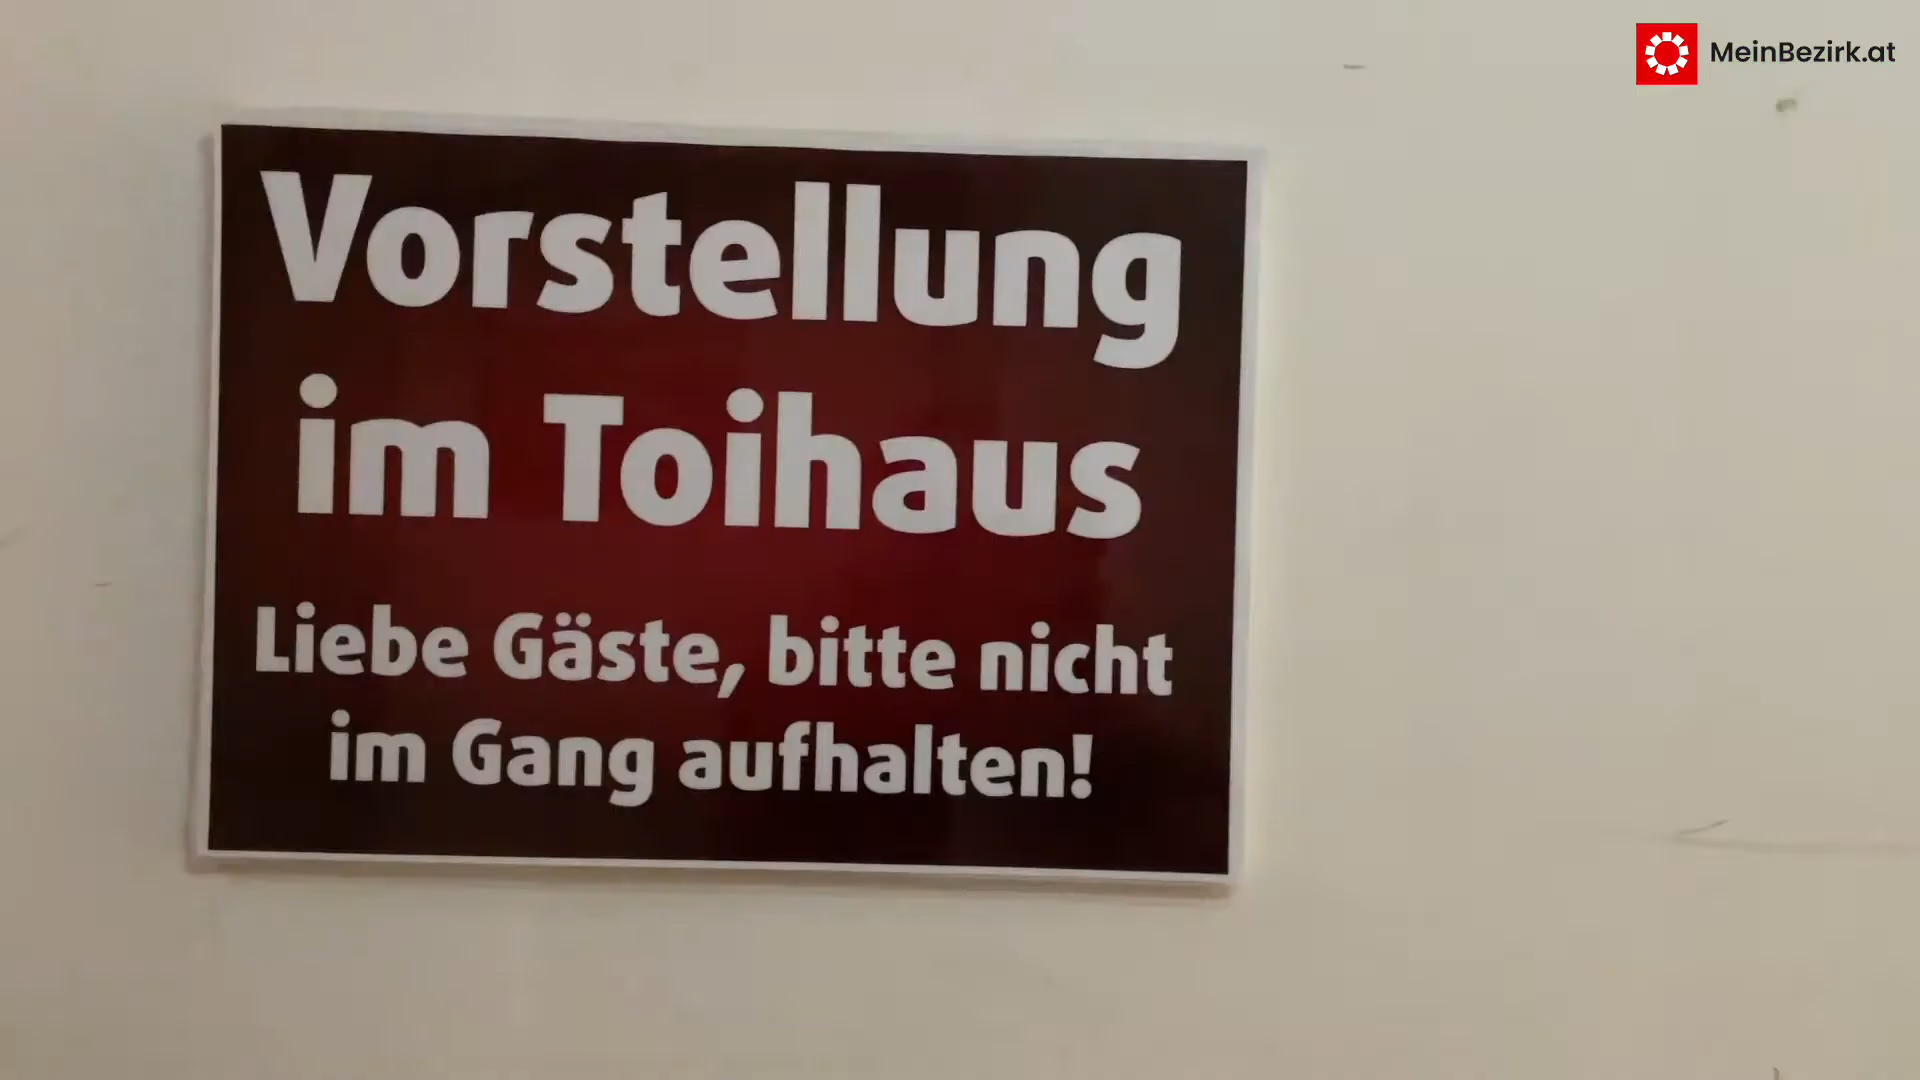 MeinBezirk.at
Vorstellung
im Toihaus
Liebe Gäste, bitte nicht
im Gang aufhalten!